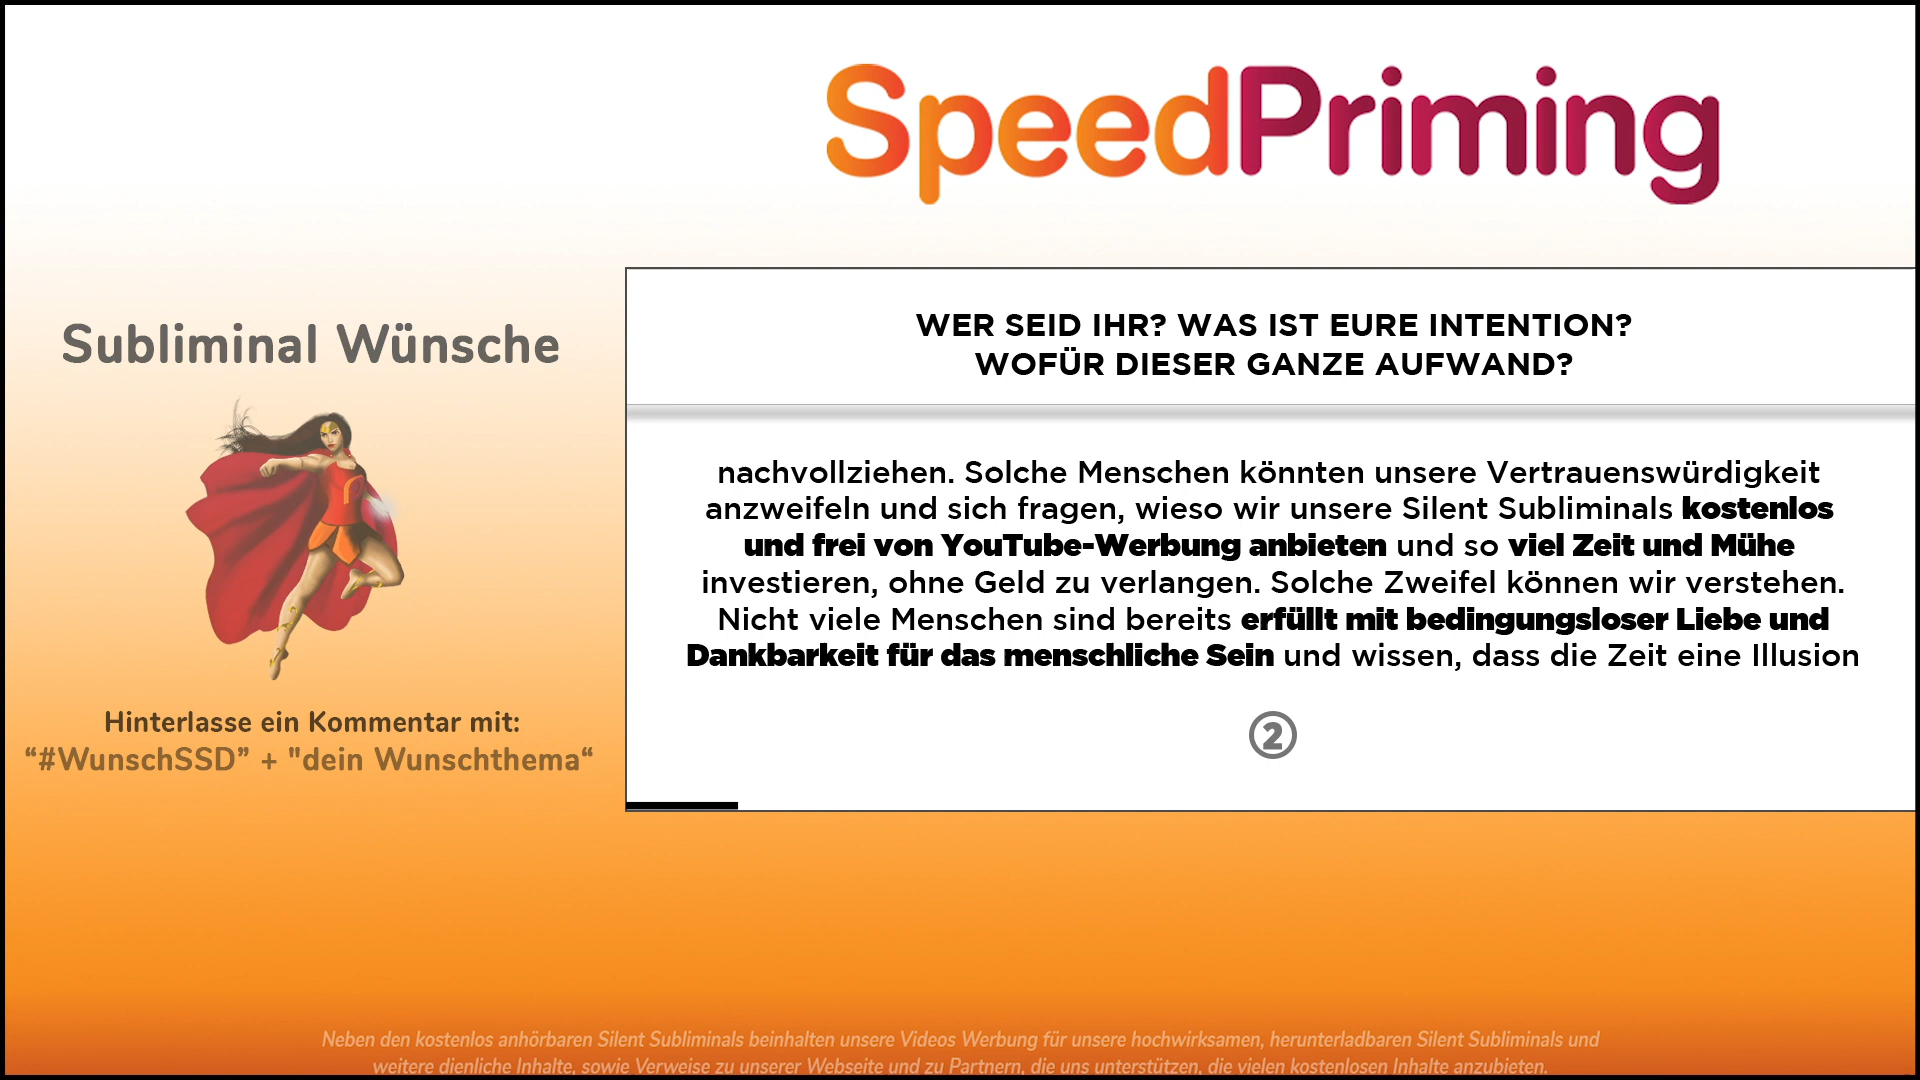 SpeedPriming
Subliminal Wünsche
Hinterlasse ein Kommentar mit:
“#WunschSSD” + "dein Wunschthema“
WER SEID IHR? WAS IST EURE INTENTION?
WOFÜR DIESER GANZE AUFWAND?
nachvollziehen. Solche Menschen könnten unsere Vertrauenswürdigkeit
anzweifeln und sich fragen, wieso wir unsere Silent Subliminals kostenlos
und frei von YouTube-Werbung anbieten und so viel Zeit und Mühe
investieren, ohne Geld zu verlangen. Solche Zweifel können wir verstehen.
Nicht viele Menschen sind bereits erfüllt mit bedingungsloser Liebe und
Dankbarkeit für das menschliche Sein und wissen, dass die Zeit eine Illusion
2
Neben den kostenlos anhörbaren Silent Subliminals beinhalten unsere Videos Werbung für unsere hochwirksamen, herunterladbaren Silent Subliminals und
weitere dienliche Inhalte, sowie Verweise zu unserer Webseite und zu Partnern, die uns unterstützen, die vielen kostenlosen Inhalte anzubieten.